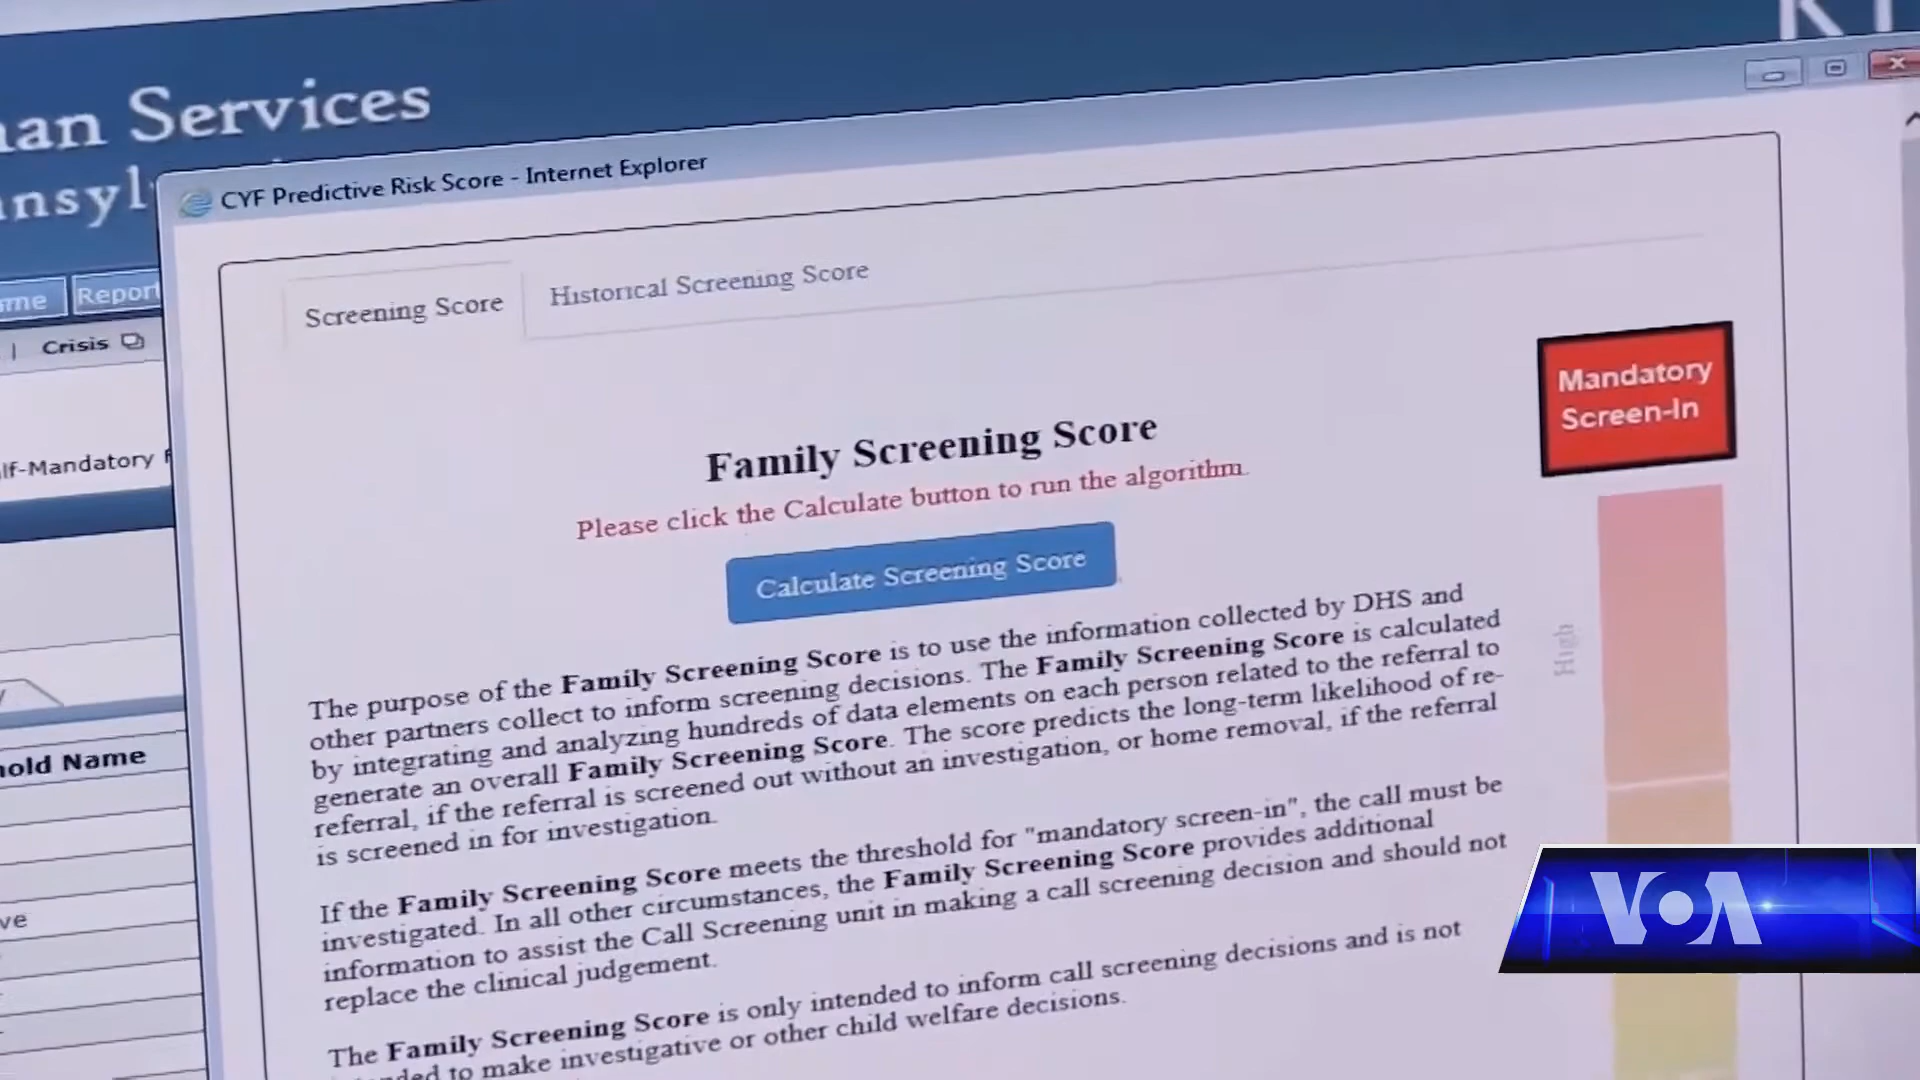 Services
CYF Predictive Risk Score - Internet Explorer
Report
Crisis
Screening Score
Historical Screening Score
Mandatory
Screen-In
lf-Mandatory
Family Screening Score
Please click the Calculate button to run the algorithm.
Calculate Screening Score
High
The purpose of the Family Screening Score is to use the information collected by DHS and
other partners collect to inform screening decisions. The Family Screening Score is calculated
by integrating and analyzing hundreds of data elements on each person related to the referral to
generate an overall Family Screening Score. The score predicts the long-term likelihood of re-
referral, if the referral is screened out without an investigation, or home removal, if the referral
is screened in for investigation.
hold Name
If the Family Screening Score meets the threshold for "mandatory screen-in", the call must be
investigated. In all other circumstances, the Family Screening Score provides additional
information to assist the Call Screening unit in making a call screening decision and should not
replace the clinical judgement.
VOA
The Family Screening Score is only intended to inform call screening decisions and is not
to make investigative or other child welfare decisions.